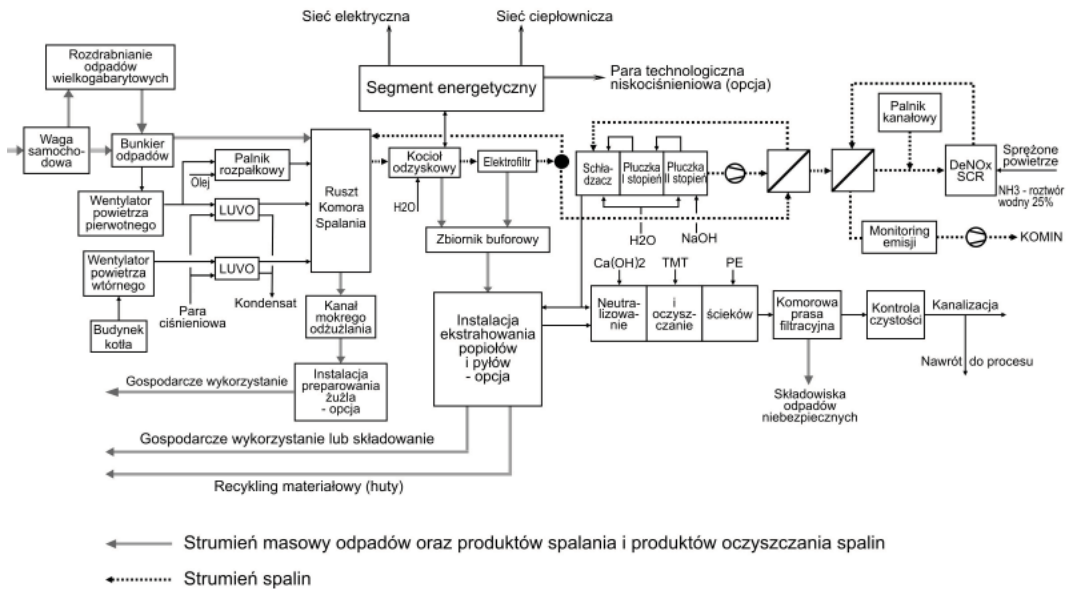 Sieć elektryczna
Sieć ciepłownicza
Rozdrabnianie
odpadów
wielkogabarytowych
Segment energetyczny
Para technologiczna
niskociśnieniowa (opcja)
Waga
samocho-
dowa
Bunkier
odpadów
Palnik
rozpałkowy
Olej
Ruszt
Komora
Spalania
Kocioł
odzyskowy
H2O
Elektrofiltr
Schła-
dzacz
Płuczka
I stopień
Płuczka
II stopień
Palnik
kanałowy
DeNOx
SCR
Sprężone
powietrze
NH3 - roztwór
wodny 25%
Wentylator
powietrza
pierwotnego
LUVO
Zbiornik buforowy
H2O
NaOH
Monitoring
emisji
KOMIN
Wentylator
powietrza
wtórnego
LUVO
Para
ciśnieniowa
Kondensat
Budynek
kotła
Ca(OH)2
TMT
PE
Neutra-
lizowa-
nie
i
oczysz-
czanie
ścieków
Komorowa
prasa
filtracyjna
Kontrola
czystości
Kanalizacja
Nawrót do procesu
Kanał
mokrego
odżużlania
Instalacja
ekstrahowania
popiołów
i pyłów
- opcja
Instalacja
preparowania
żużla
- opcja
Gospodarcze wykorzystanie
Składowiska
odpadów
niebezpiecznych
Gospodarcze wykorzystanie lub składowanie
Recykling materiałowy (huty)
Strumień masowy odpadów oraz produktów spalania i produktów oczyszczania spalin
Strumień spalin